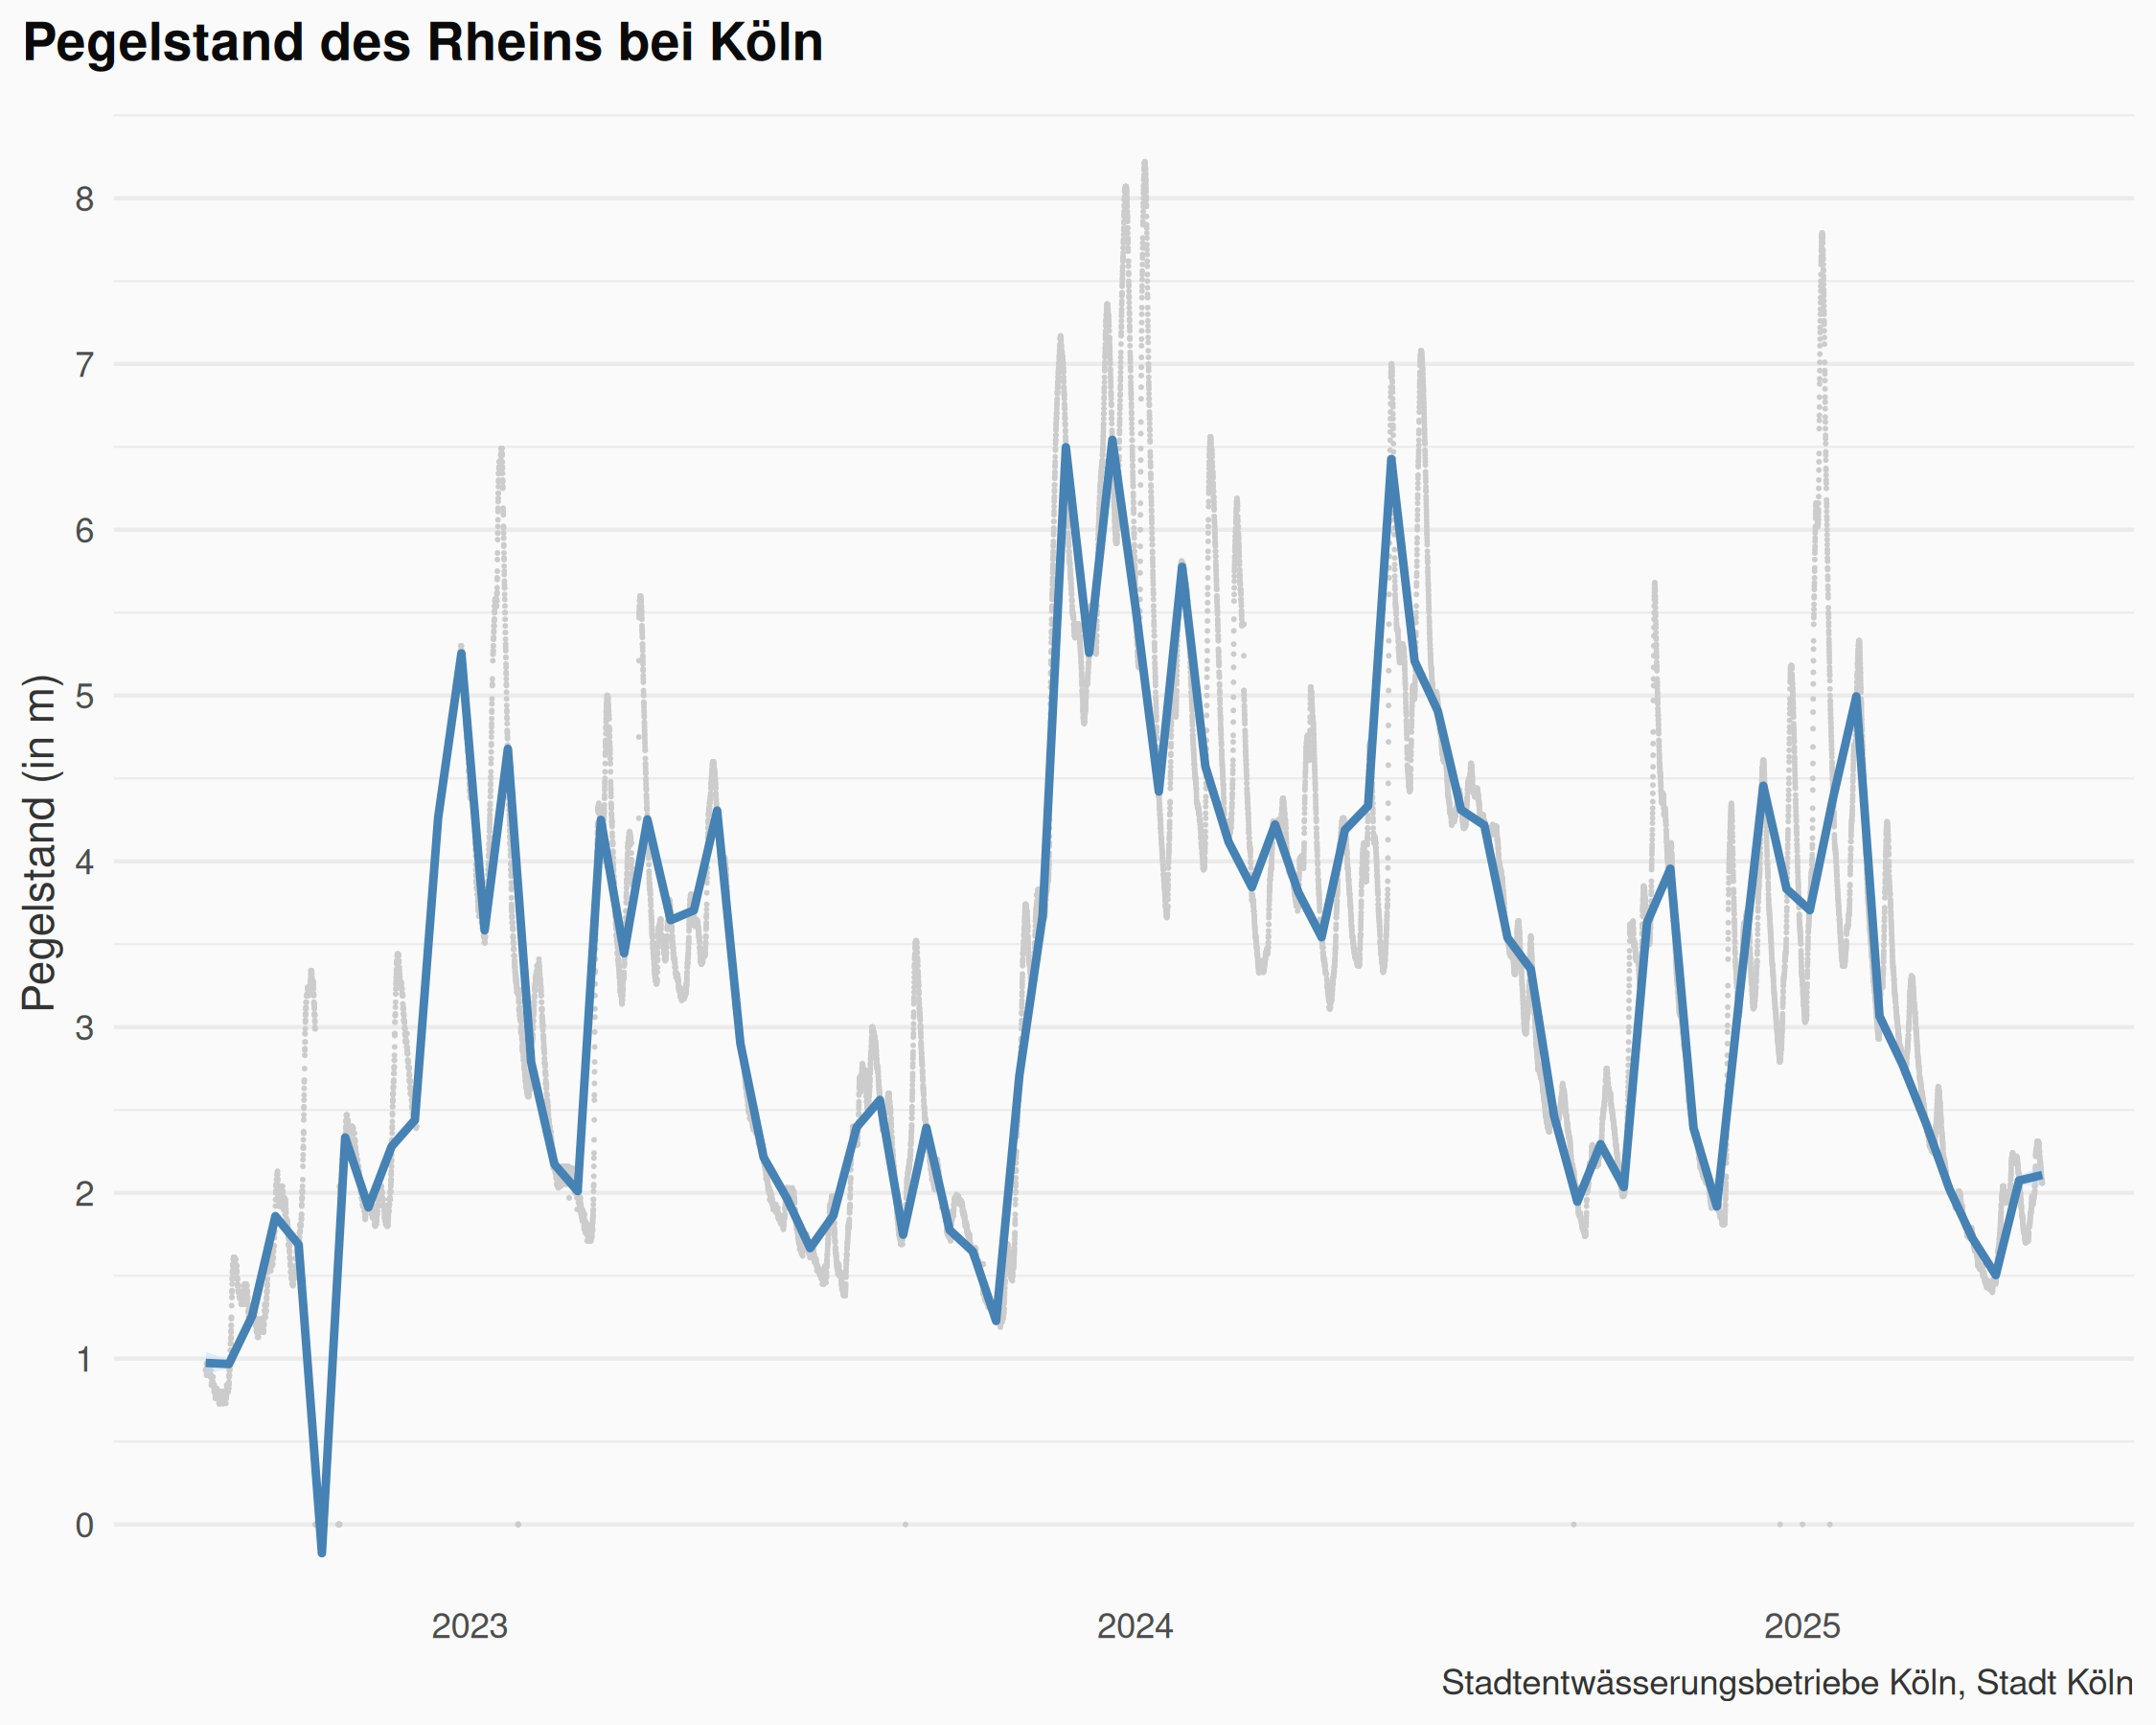 Pegelstand des Rheins bei Köln
Pegelstand (in m)
8
7
6
5
4
3
2
1
0
2023 2024 2025
Stadtentwässerungsbetriebe Köln, Stadt Köln